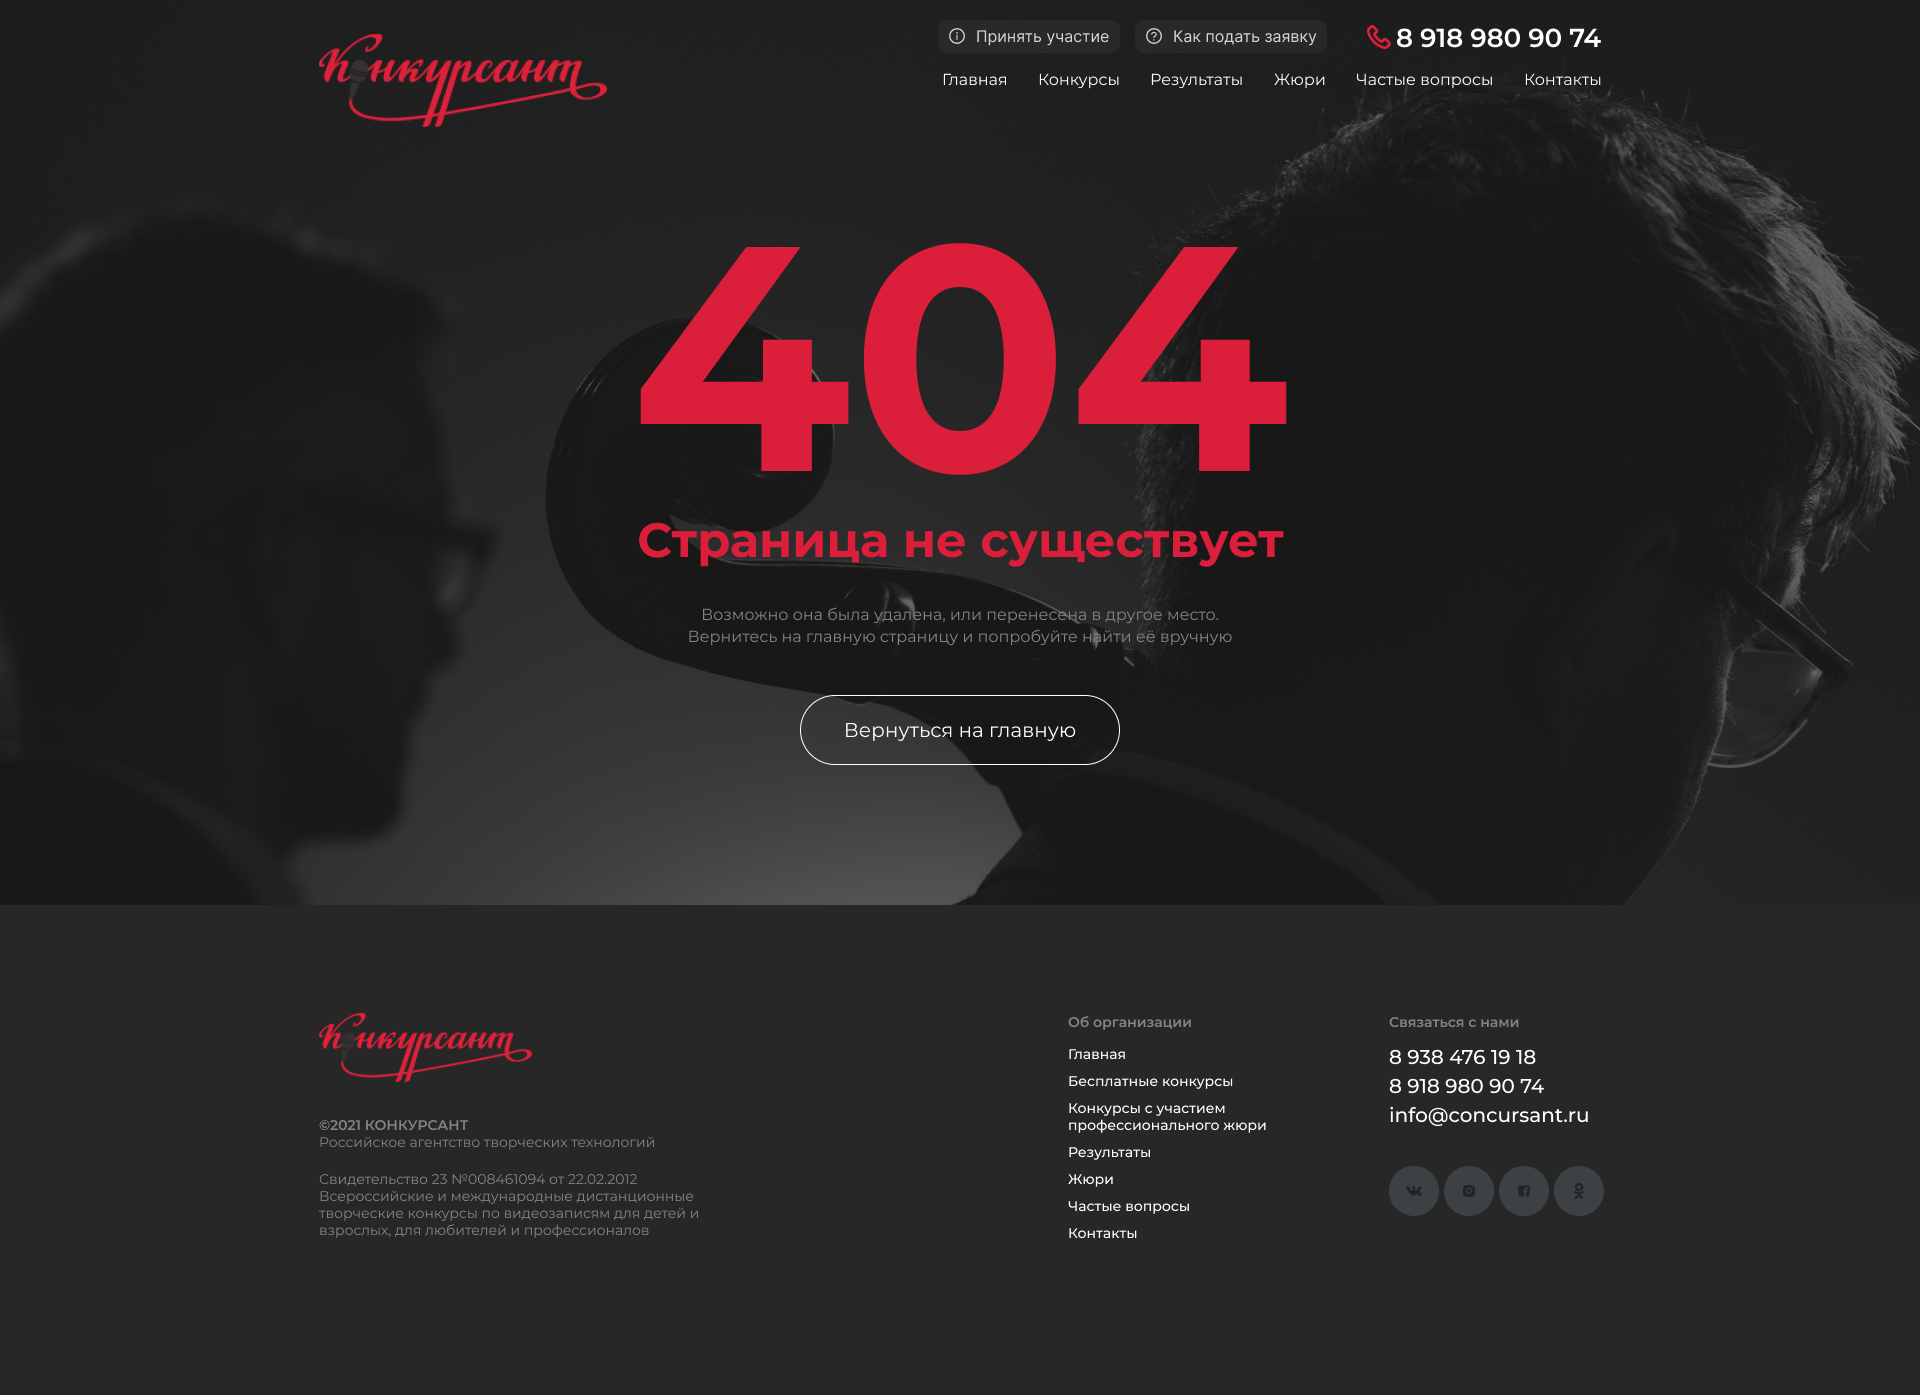 Конкурсант
Принять участие
Как подать заявку
8 918 980 90 74
Главная
Конкурсы
Результаты
Жюри
Частые вопросы
Контакты
404
Страница не существует
Возможно она была удалена, или перенесена в другое место.
Вернитесь на главную страницу и попробуйте найти её вручную
Вернуться на главную
Конкурсант
©2021 КОНКУРСАНТ
Российское агентство творческих технологий
Свидетельство 23 №008461094 от 22.02.2012
Всероссийские и международные дистанционные
творческие конкурсы по видеозаписям для детей и
взрослых, для любителей и профессионалов
Об организации
Главная
Бесплатные конкурсы
Конкурсы с участием
профессионального жюри
Результаты
Жюри
Частые вопросы
Контакты
Связаться с нами
8 938 476 19 18
8 918 980 90 74
info@concursant.ru